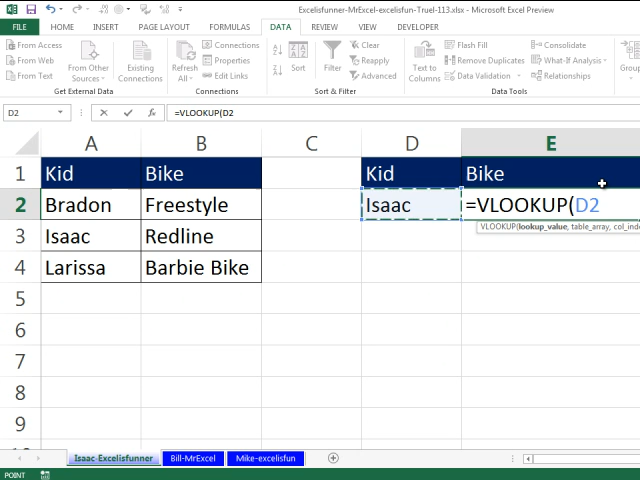 Excelisfunner-MrExcel-excelisfun-Truel-113.xlsx - Microsoft Excel Preview
FILE HOME INSERT PAGE LAYOUT FORMULAS DATA REVIEW VIEW DEVELOPER
From Access
From Web
From Text
From Other Sources
Existing Connections
Get External Data
Refresh All
Connections
Properties
Edit Links
Connections
Sort
Filter
Clear
Reapply
Advanced
Sort & Filter
Text to Columns
Flash Fill
Remove Duplicates
Data Validation
Consolidate
What-If Analysis
Relationships
Data Tools
Group
D2 =VLOOKUP(D2
A B C D E
1 Kid Bike Kid Bike
2 Bradon Freestyle Isaac =VLOOKUP(D2
VLOOKUP(lookup_value, table_array, col_inde
3 Isaac Redline
4 Larissa Barbie Bike
5
6
7
8
9
Isaac-Excelisfunner Bill-MrExcel Mike-excelisfun
POINT